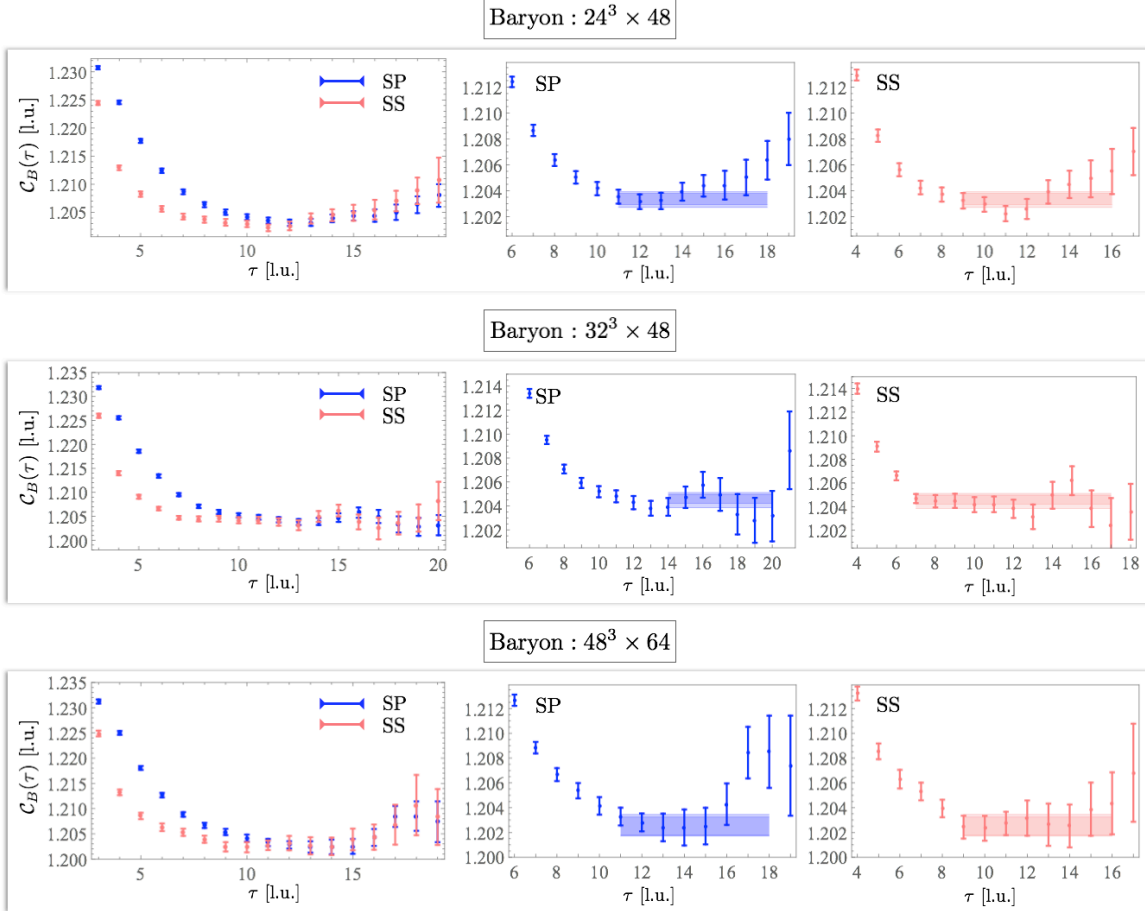 Baryon : 24³ × 48
𝒞_B(τ) [l.u.]
1.230
1.225
1.220
1.215
1.210
1.205
5 10 15
τ [l.u.]
SP
SS
SP
1.212
1.210
1.208
1.206
1.204
1.202
6 8 10 12 14 16 18
τ [l.u.]
SS
1.212
1.210
1.208
1.206
1.204
1.202
4 6 8 10 12 14 16
τ [l.u.]
Baryon : 32³ × 48
𝒞_B(τ) [l.u.]
1.235
1.230
1.225
1.220
1.215
1.210
1.205
1.200
5 10 15 20
τ [l.u.]
SP
SS
SP
1.214
1.212
1.210
1.208
1.206
1.204
1.202
6 8 10 12 14 16 18 20
τ [l.u.]
SS
1.214
1.212
1.210
1.208
1.206
1.204
1.202
4 6 8 10 12 14 16 18
τ [l.u.]
Baryon : 48³ × 64
𝒞_B(τ) [l.u.]
1.235
1.230
1.225
1.220
1.215
1.210
1.205
1.200
5 10 15
τ [l.u.]
SP
SS
SP
1.212
1.210
1.208
1.206
1.204
1.202
1.200
6 8 10 12 14 16 18
τ [l.u.]
SS
1.212
1.210
1.208
1.206
1.204
1.202
1.200
4 6 8 10 12 14 16
τ [l.u.]